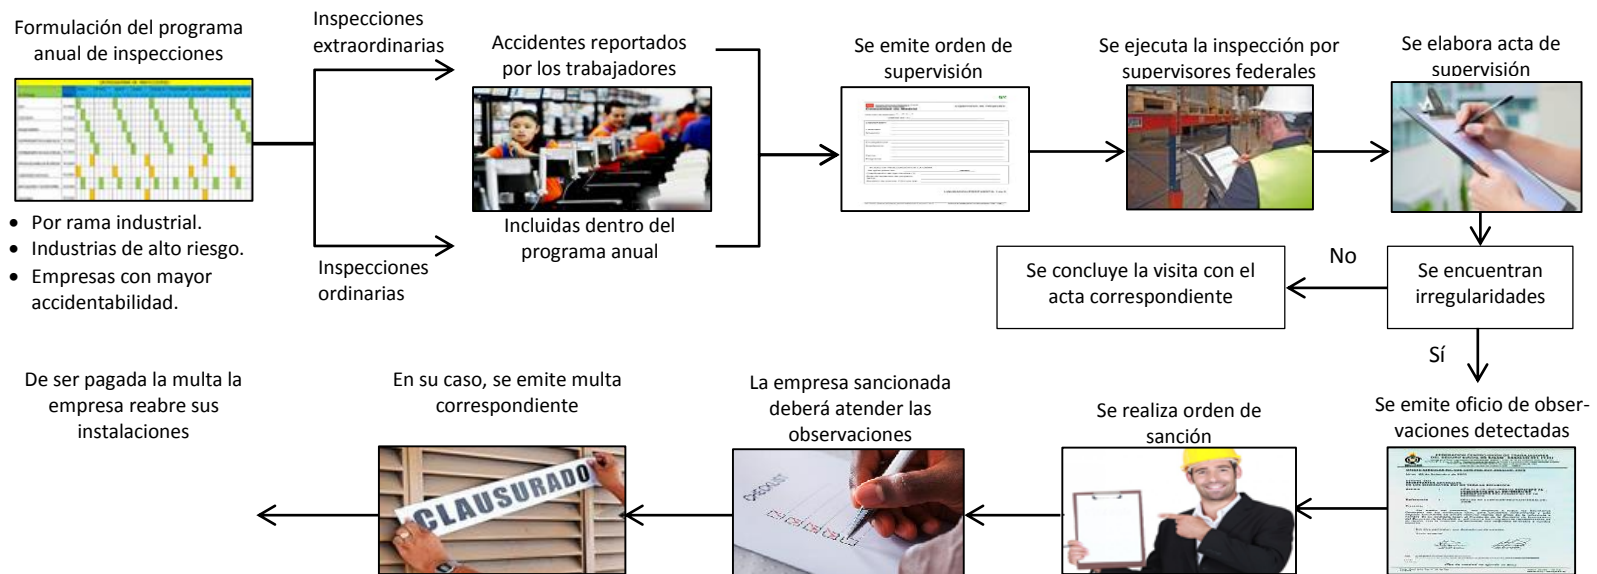 Formulación del programa
anual de inspecciones
• Por rama industrial.
• Industrias de alto riesgo.
• Empresas con mayor
accidentabilidad.
Inspecciones
extraordinarias
Inspecciones
ordinarias
Accidentes reportados
por los trabajadores
Incluidas dentro del
programa anual
Se emite orden de
supervisión
Se ejecuta la inspección por
supervisores federales
Se elabora acta de
supervisión
Se encuentran
irregularidades
No
Se concluye la visita con el
acta correspondiente
Sí
Se emite oficio de obser-
vaciones detectadas
Se realiza orden de
sanción
La empresa sancionada
deberá atender las
observaciones
CHECKLIST
En su caso, se emite multa
correspondiente
CLAUSURADO
De ser pagada la multa la
empresa reabre sus
instalaciones